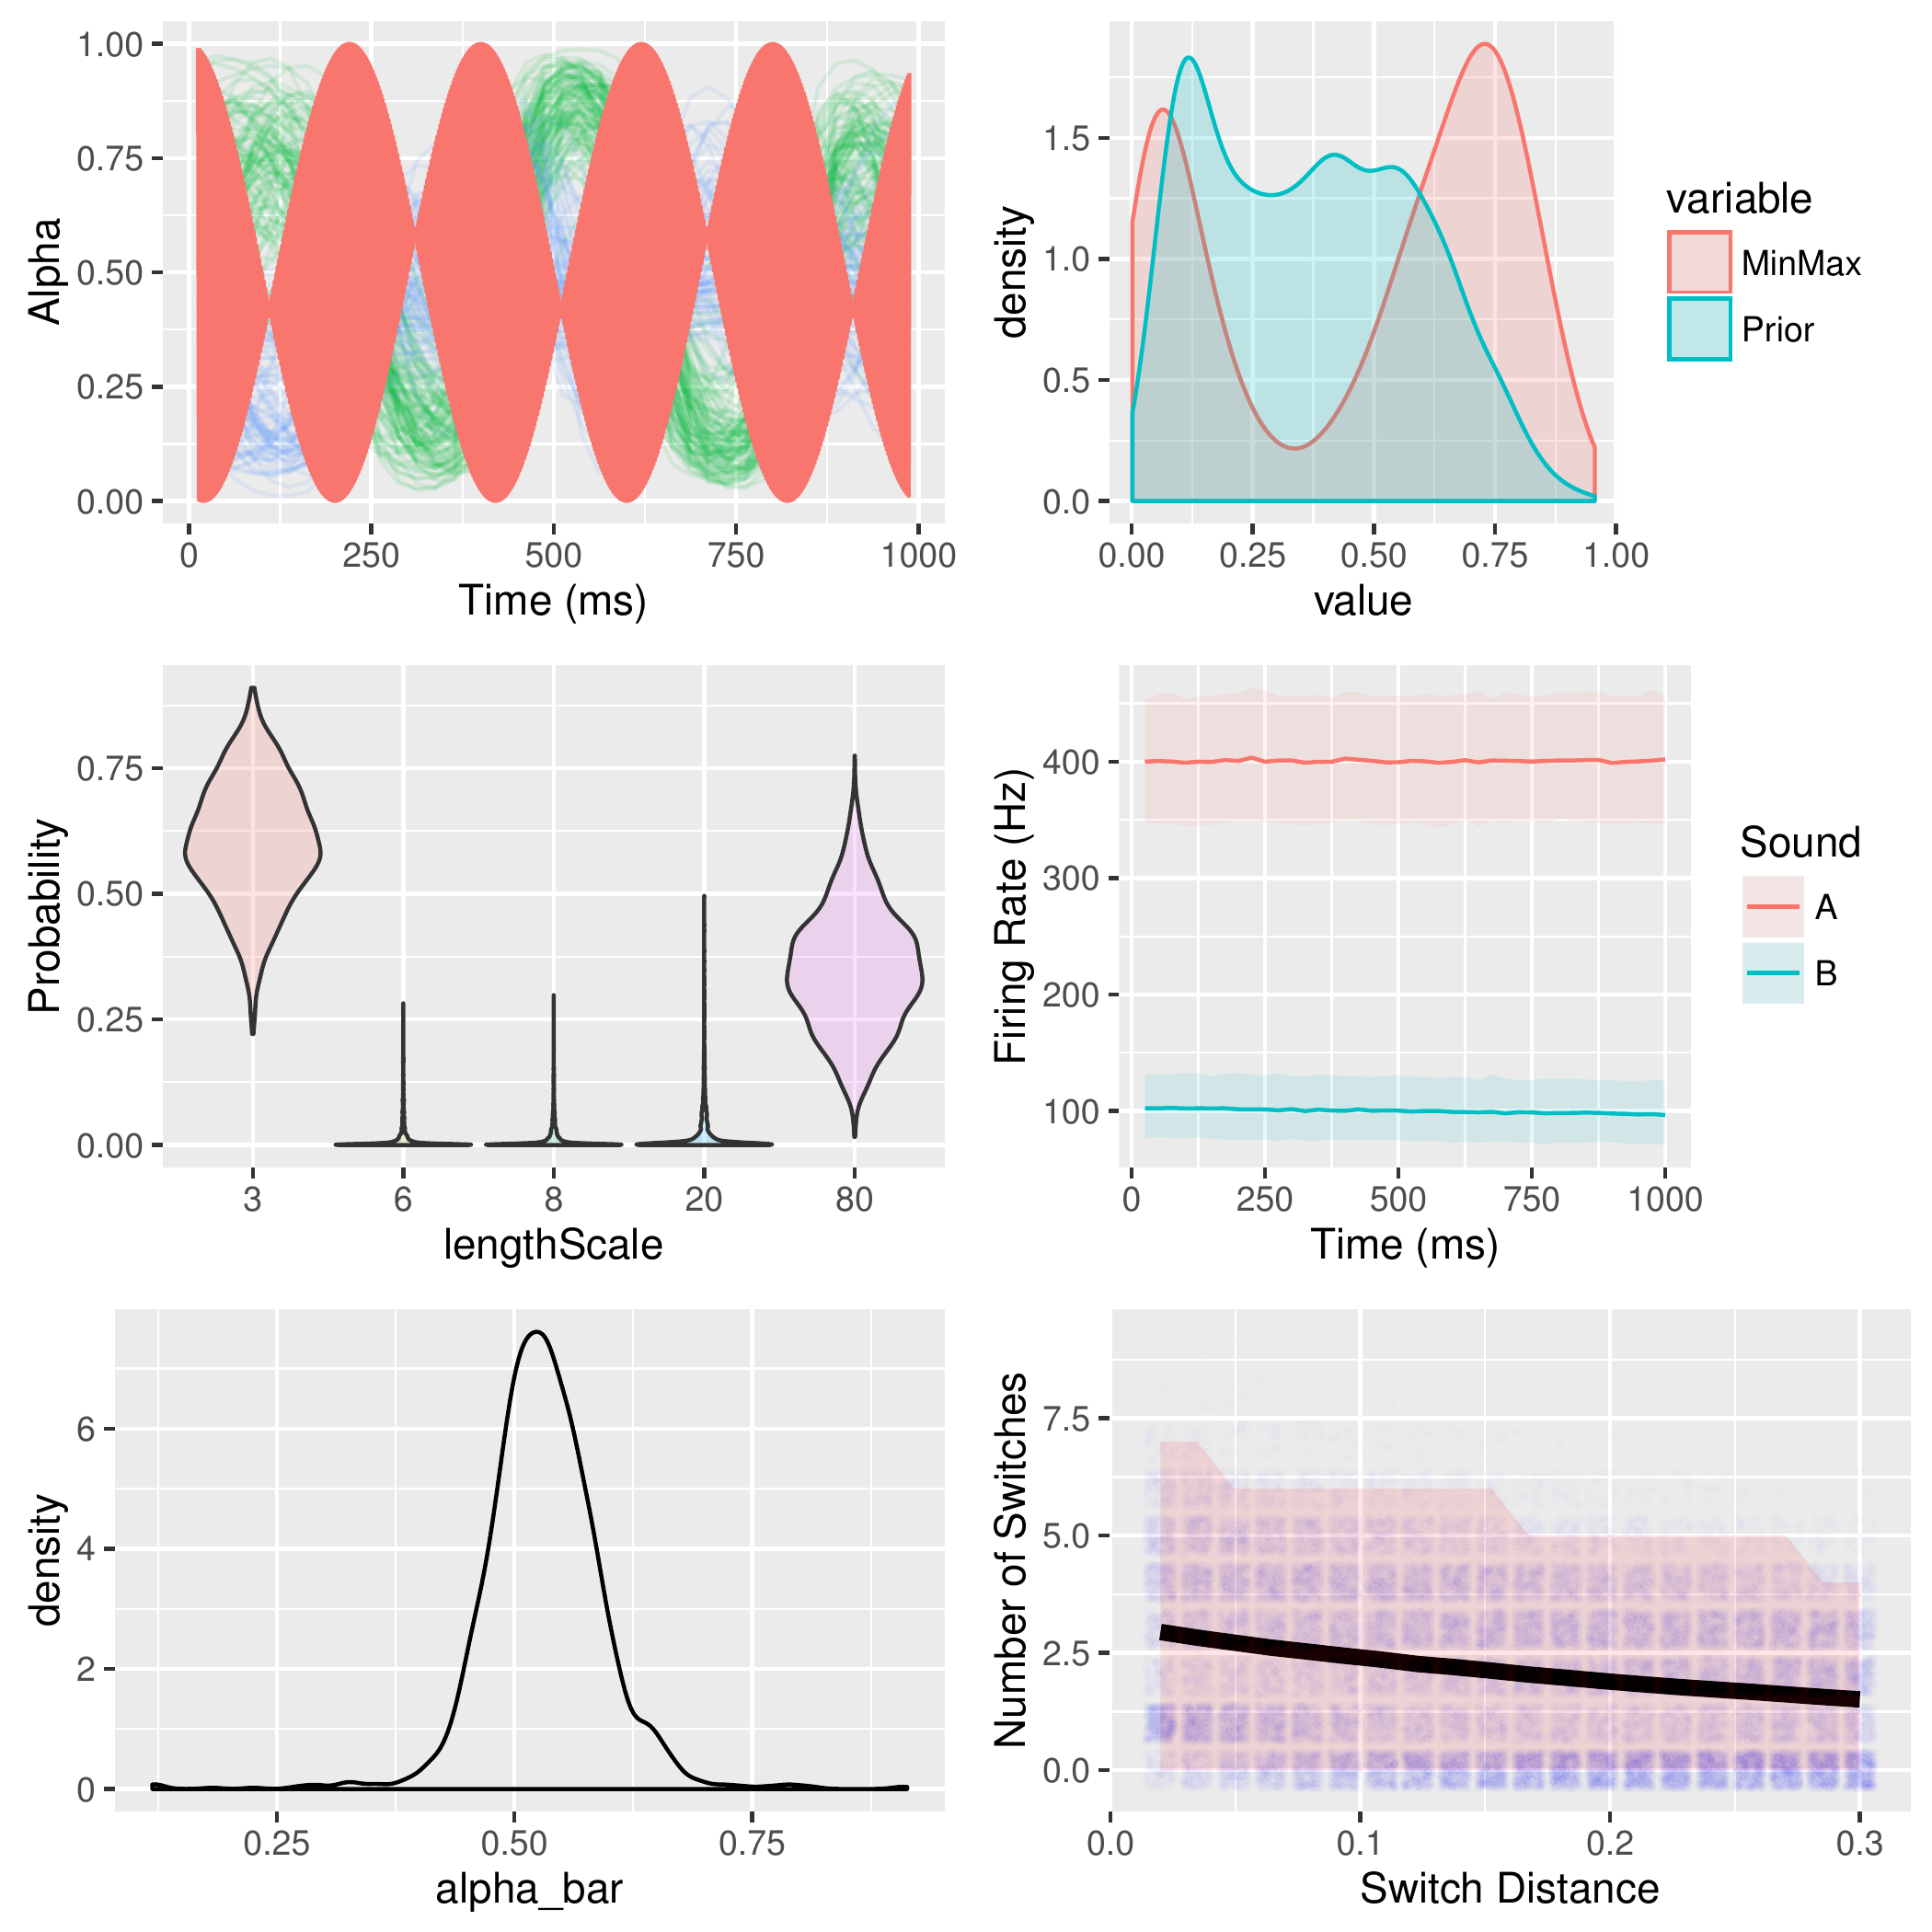 1.00
0.75
0.50
0.25
0.00
Alpha
0 250 500 750 1000
Time (ms)
1.5
1.0
0.5
0.0
density
0.00 0.25 0.50 0.75 1.00
value
variable
MinMax
Prior
0.75
0.50
0.25
0.00
Probability
3 6 8 20 80
lengthScale
400
300
200
100
Firing Rate (Hz)
0 250 500 750 1000
Time (ms)
Sound
A
B
6
4
2
0
density
0.25 0.50 0.75
alpha_bar
7.5
5.0
2.5
0.0
Number of Switches
0.0 0.1 0.2 0.3
Switch Distance